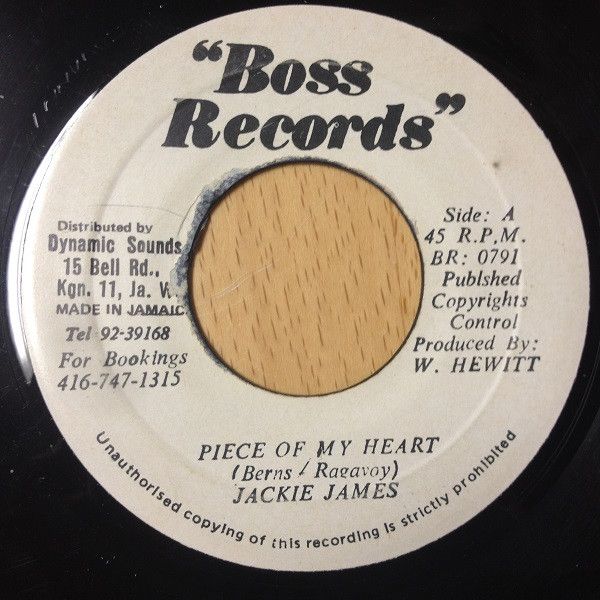 "Boss
Records"
Distributed by
Dynamic Sounds
15 Bell Rd.,
Kgn. 11, Ja.
MADE IN JAMAIC
Tel 92-39168
For Bookings
416-747-1315
Side: A
45 R.P.M.
BR: 0791
Publshed
Copyrights
Control
Produced By:
W. HEWITT
PIECE OF MY HEART
(Berns / Ragavoy)
JACKIE JAMES
Unauthorised copying of this recording is strictly prohibited